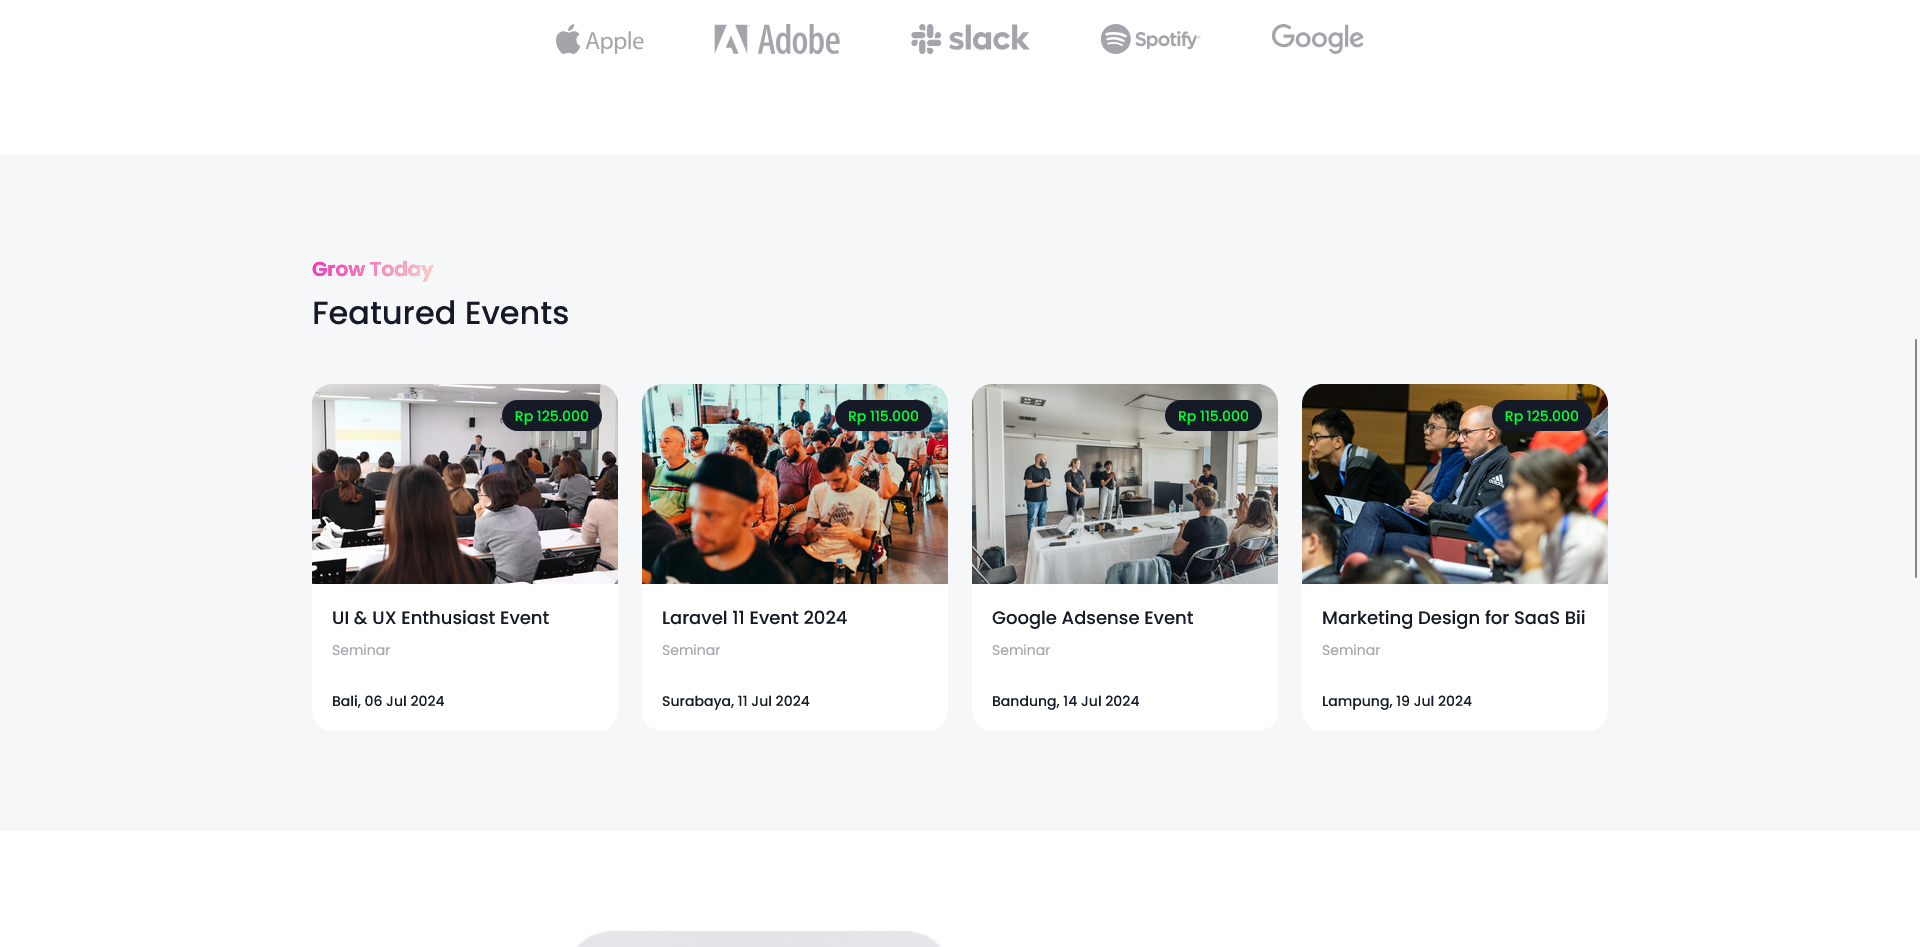 Apple
Adobe
slack
Spotify
Google
Grow Today
Featured Events
Rp 125.000
Rp 115.000
Rp 115.000
Rp 125.000
UI & UX Enthusiast Event
Laravel 11 Event 2024
Google Adsense Event
Marketing Design for SaaS Bii
Seminar
Seminar
Seminar
Seminar
Bali, 06 Jul 2024
Surabaya, 11 Jul 2024
Bandung, 14 Jul 2024
Lampung, 19 Jul 2024